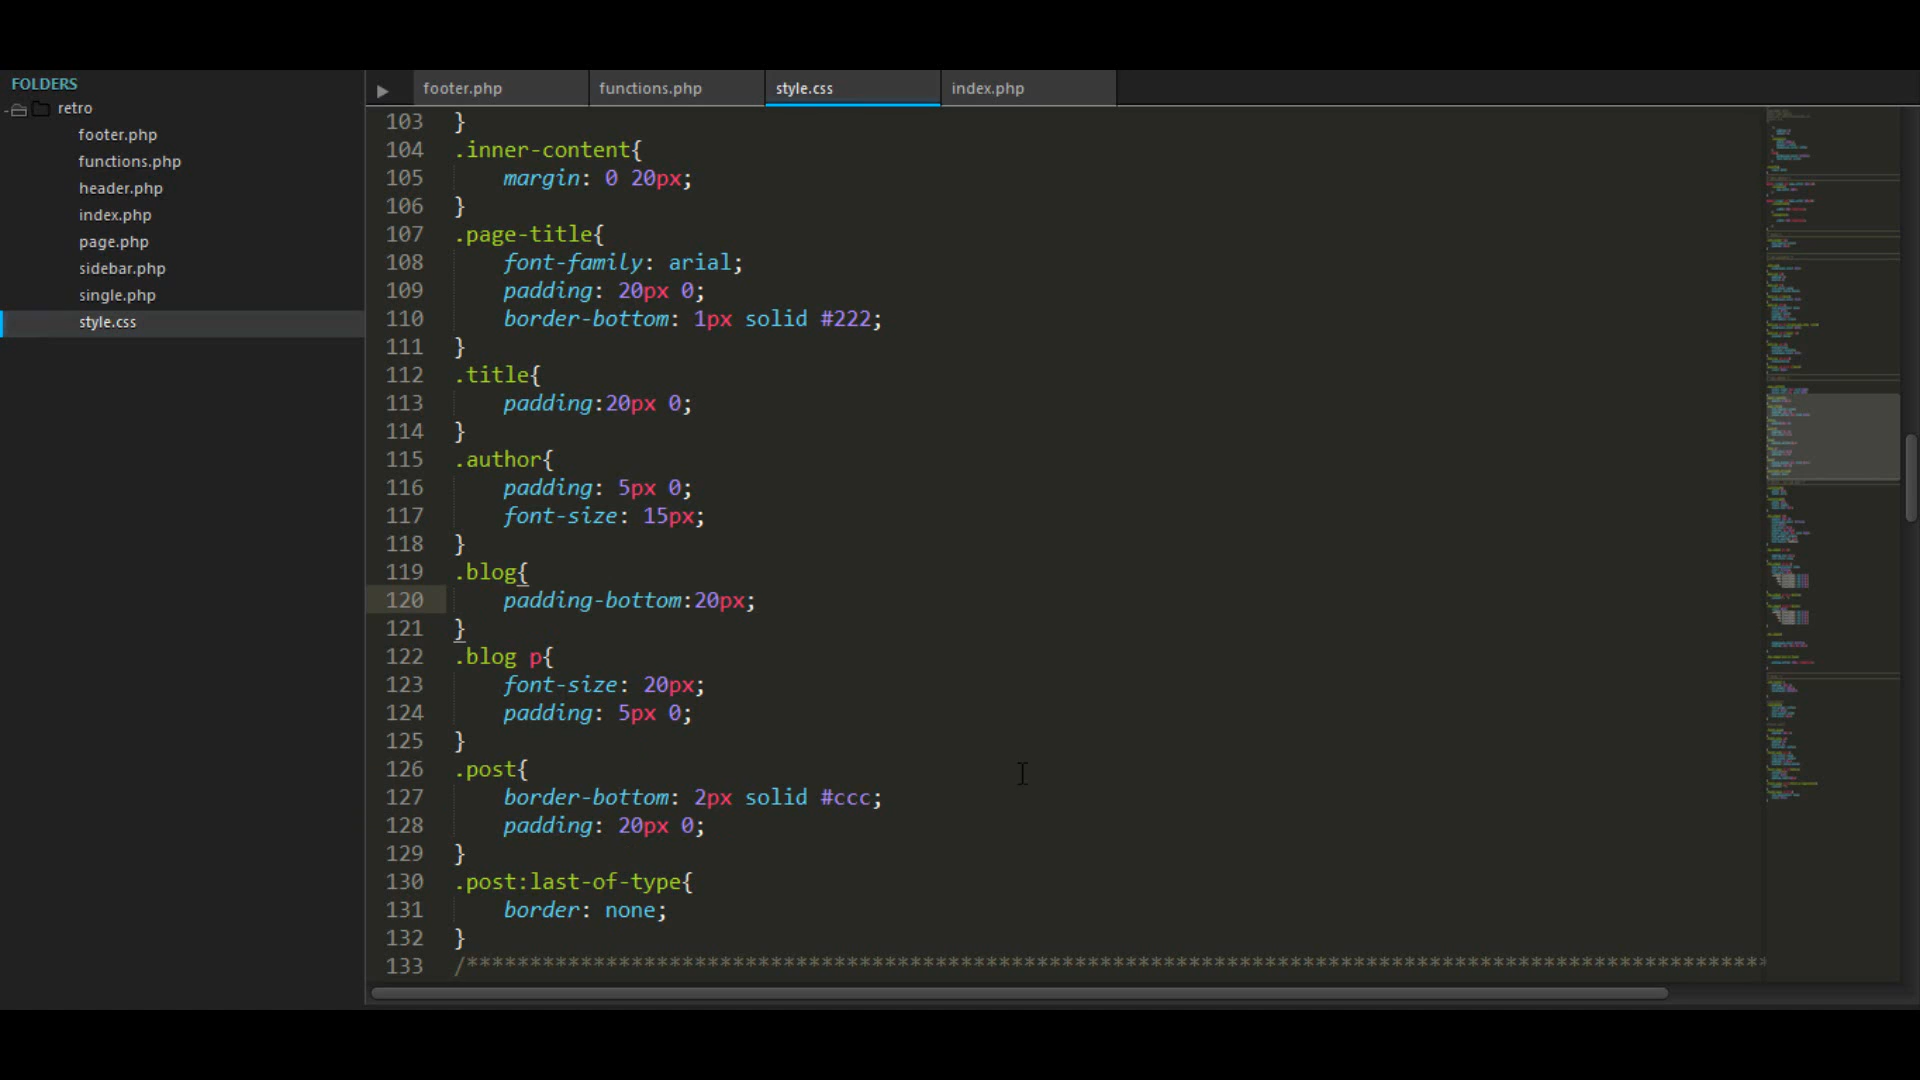 FOLDERS
retro
footer.php
functions.php
header.php
index.php
page.php
sidebar.php
single.php
style.css
footer.php functions.php style.css index.php
103 }
104 .inner-content{
105 margin: 0 20px;
106 }
107 .page-title{
108 font-family: arial;
109 padding: 20px 0;
110 border-bottom: 1px solid #222;
111 }
112 .title{
113 padding:20px 0;
114 }
115 .author{
116 padding: 5px 0;
117 font-size: 15px;
118 }
119 .blog{
120 padding-bottom:20px;
121 }
122 .blog p{
123 font-size: 20px;
124 padding: 5px 0;
125 }
126 .post{
127 border-bottom: 2px solid #ccc;
128 padding: 20px 0;
129 }
130 .post:last-of-type{
131 border: none;
132 }
133 /*******************************************************************************************************